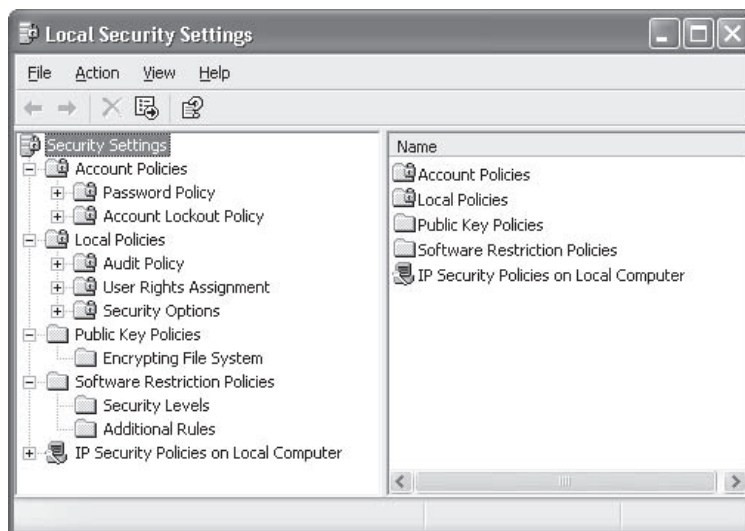 Local Security Settings
File Action View Help
Security Settings
Account Policies
Password Policy
Account Lockout Policy
Local Policies
Audit Policy
User Rights Assignment
Security Options
Public Key Policies
Encrypting File System
Software Restriction Policies
Security Levels
Additional Rules
IP Security Policies on Local Computer
Name
Account Policies
Local Policies
Public Key Policies
Software Restriction Policies
IP Security Policies on Local Computer